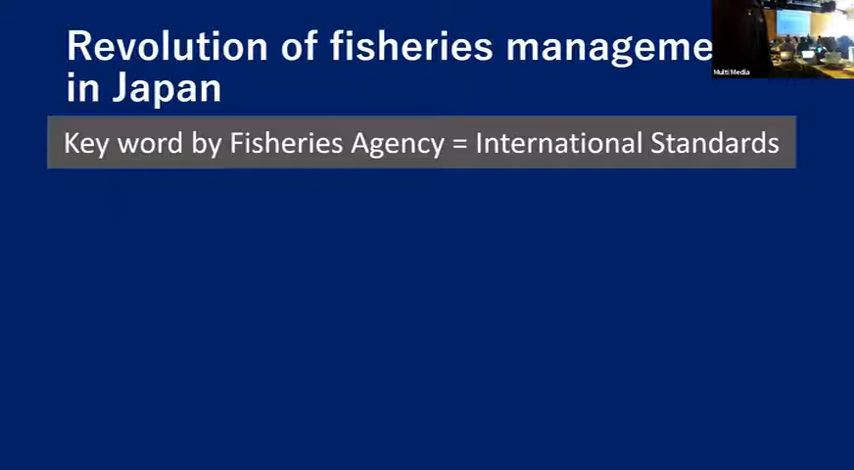 Revolution of fisheries manageme
in Japan
Key word by Fisheries Agency = International Standards
Multi Media